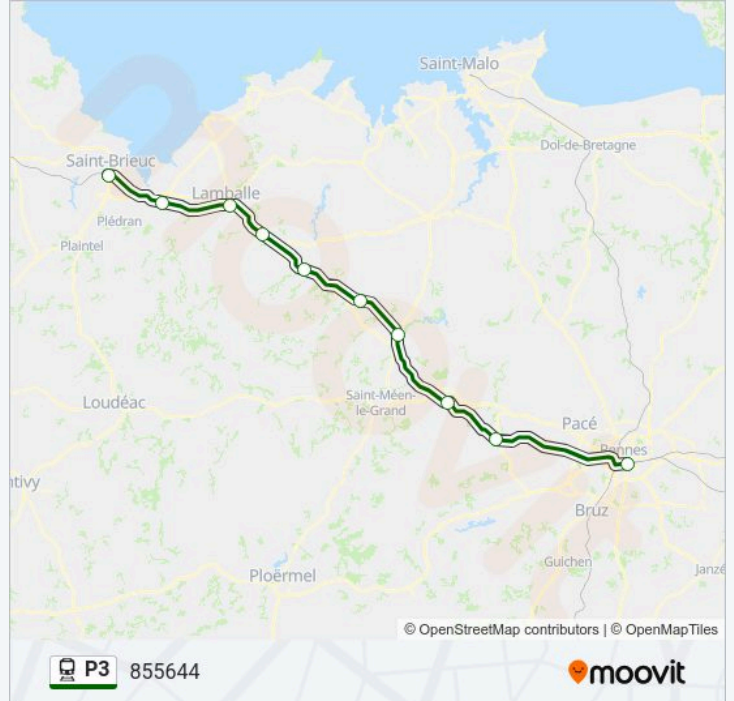 Saint-Malo
Dol-de-Bretagne
Saint-Brieuc
Lamballe
Plédran
Plaintel
Saint-Méen-
le-Grand
Loudéac
Pacé
Rennes
ntivy
Bruz
Guichen
Janzé
Ploërmel
© OpenStreetMap contributors | © OpenMapTiles
P3 855644
moovit